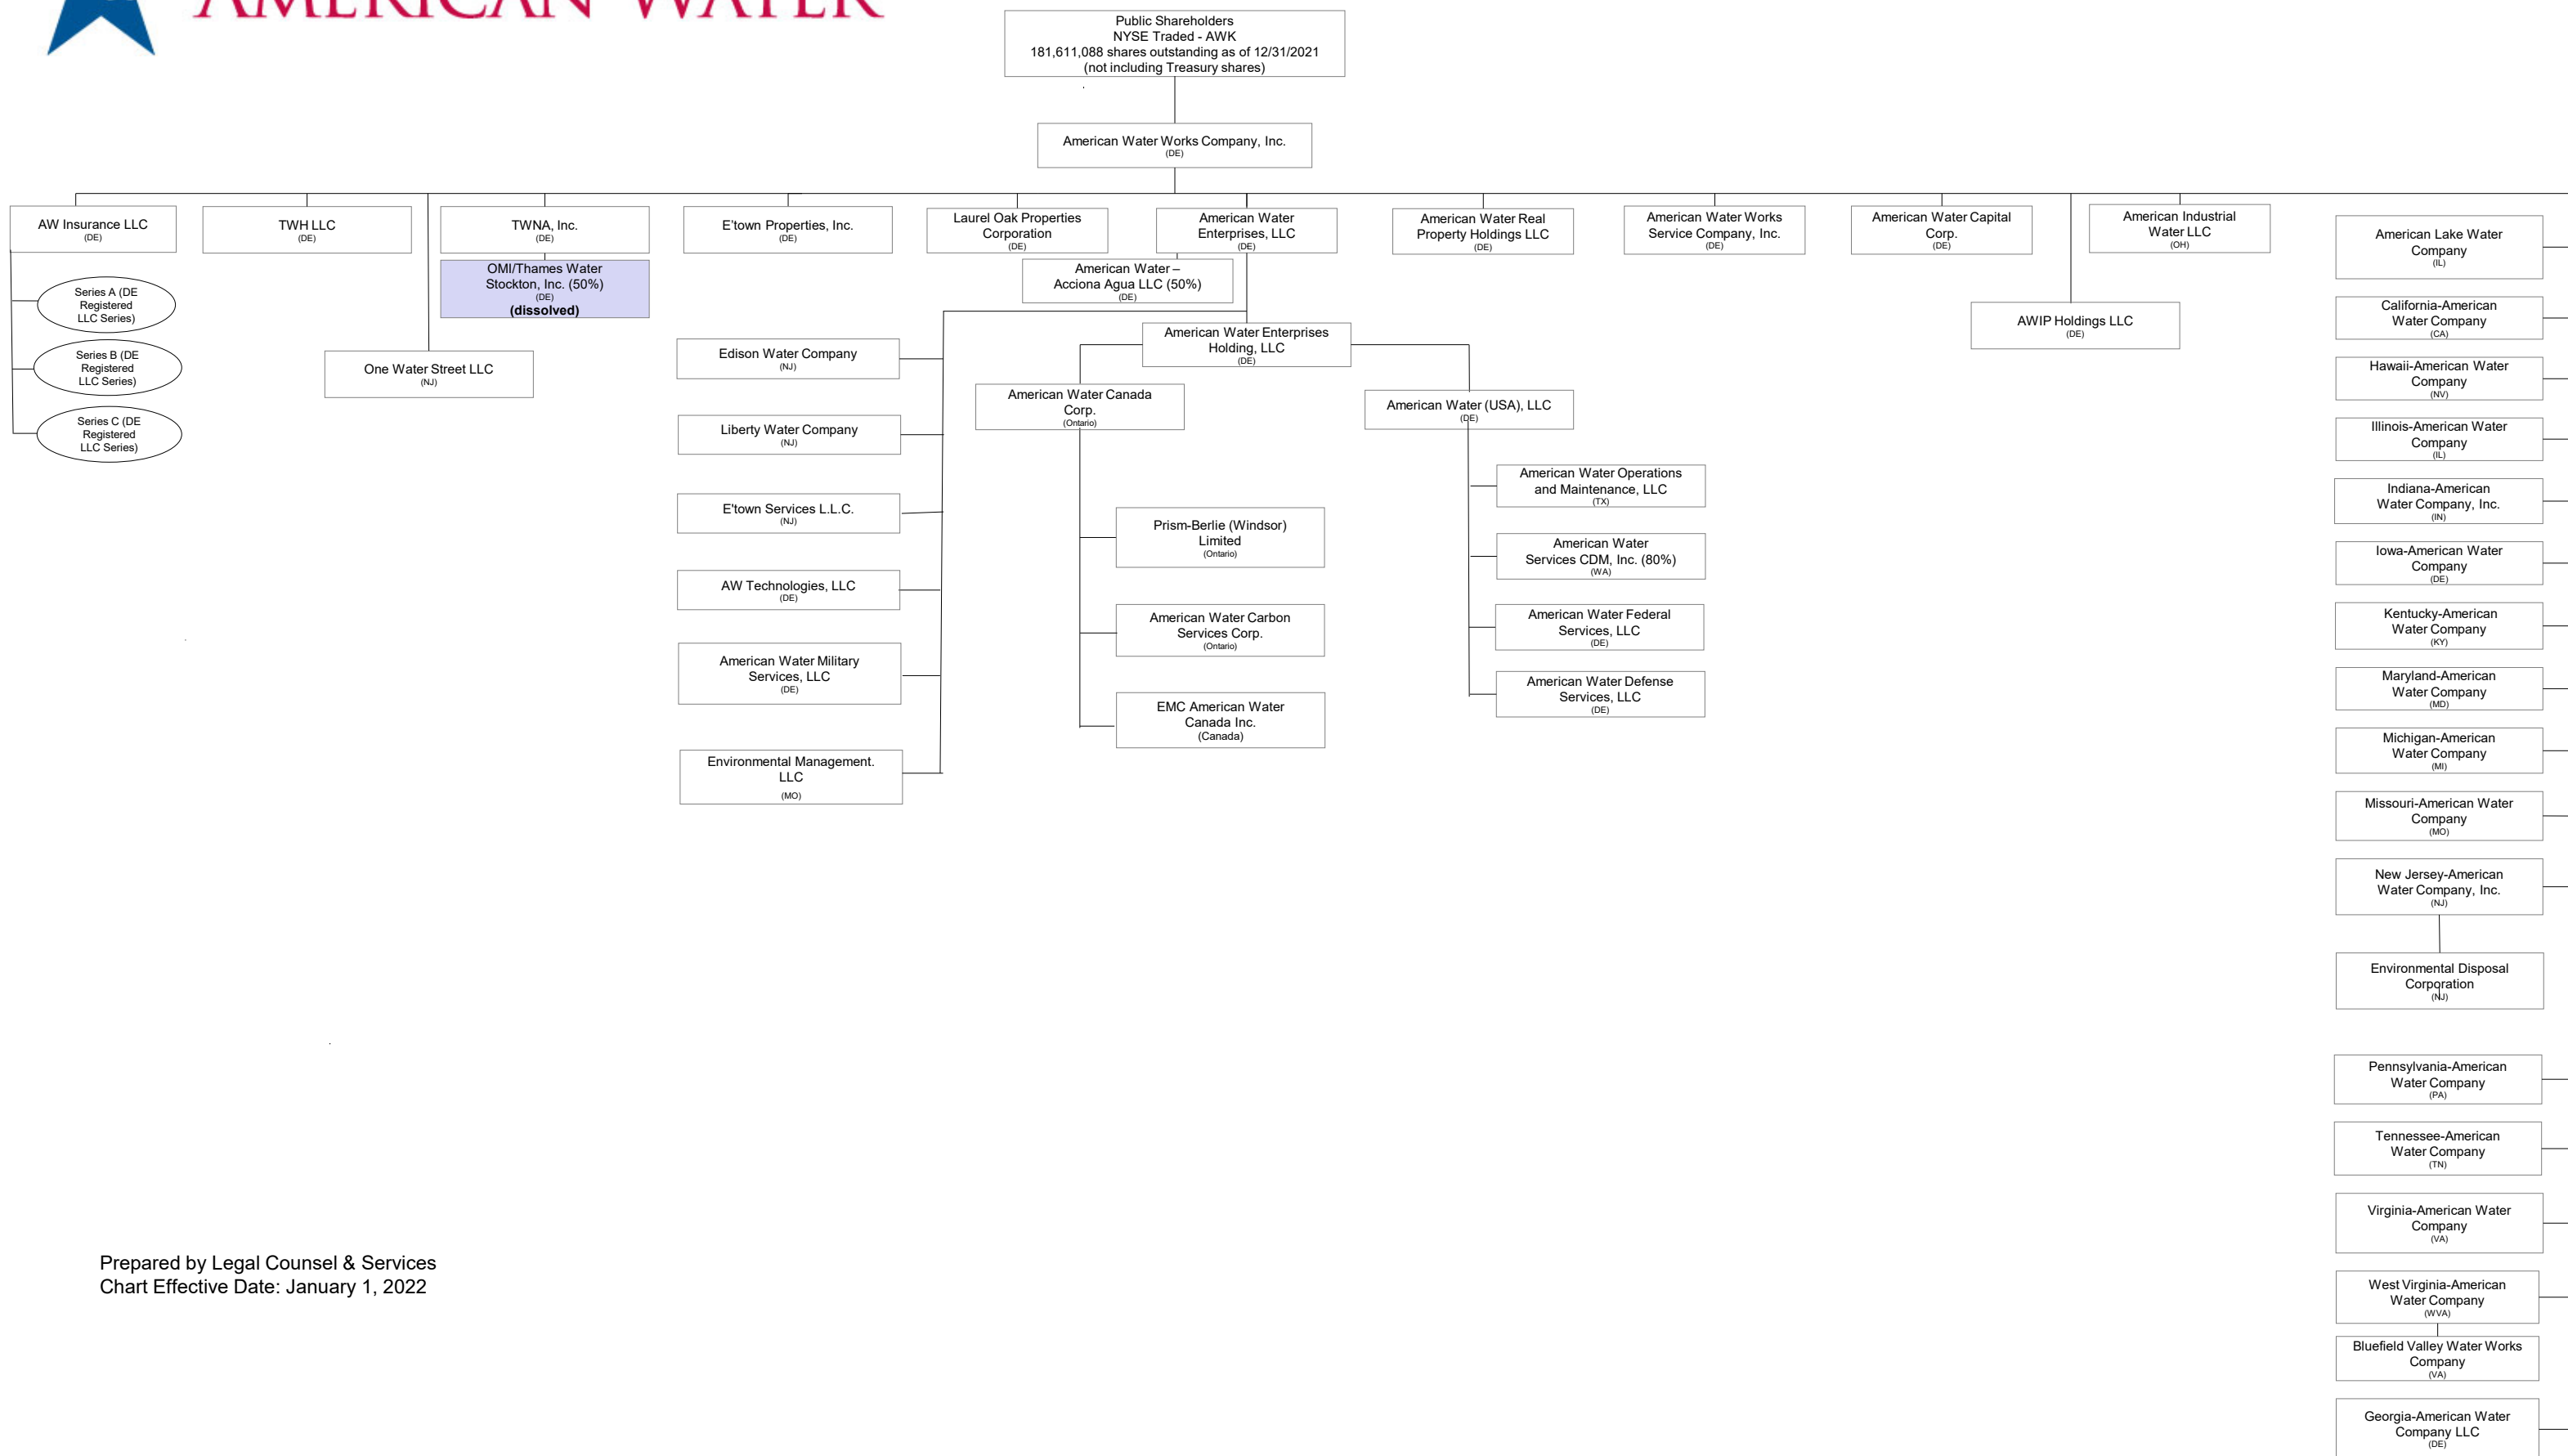 AMERICAN WATER
Public Shareholders
NYSE Traded - AWK
181,611,088 shares outstanding as of 12/31/2021
(not including Treasury shares)
American Water Works Company, Inc.
(DE)
AW Insurance LLC
(DE)
Series A (DE
Registered
LLC Series)
Series B (DE
Registered
LLC Series)
Series C (DE
Registered
LLC Series)
TWH LLC
(DE)
One Water Street LLC
(NJ)
TWNA, Inc.
(DE)
OMI/Thames Water
Stockton, Inc. (50%)
(DE)
(dissolved)
E'town Properties, Inc.
(DE)
Laurel Oak Properties
Corporation
(DE)
American Water
Enterprises, LLC
(DE)
American Water –
Acciona Agua LLC (50%)
(DE)
Edison Water Company
(NJ)
Liberty Water Company
(NJ)
E'town Services L.L.C.
(NJ)
AW Technologies, LLC
(DE)
American Water Military
Services, LLC
(DE)
Environmental Management.
LLC
(MO)
American Water Enterprises
Holding, LLC
(DE)
American Water Canada
Corp.
(Ontario)
Prism-Berlie (Windsor)
Limited
(Ontario)
American Water Carbon
Services Corp.
(Ontario)
EMC American Water
Canada Inc.
(Canada)
American Water (USA), LLC
(DE)
American Water Operations
and Maintenance, LLC
(TX)
American Water
Services CDM, Inc. (80%)
(WA)
American Water Federal
Services, LLC
(DE)
American Water Defense
Services, LLC
(DE)
American Water Real
Property Holdings LLC
(DE)
American Water Works
Service Company, Inc.
(DE)
American Water Capital
Corp.
(DE)
AWIP Holdings LLC
(DE)
American Industrial
Water LLC
(OH)
American Lake Water
Company
(IL)
California-American
Water Company
(CA)
Hawaii-American Water
Company
(NV)
Illinois-American Water
Company
(IL)
Indiana-American
Water Company, Inc.
(IN)
Iowa-American Water
Company
(DE)
Kentucky-American
Water Company
(KY)
Maryland-American
Water Company
(MD)
Michigan-American
Water Company
(MI)
Missouri-American Water
Company
(MO)
New Jersey-American
Water Company, Inc.
(NJ)
Environmental Disposal
Corporation
(NJ)
Pennsylvania-American
Water Company
(PA)
Tennessee-American
Water Company
(TN)
Virginia-American Water
Company
(VA)
West Virginia-American
Water Company
(WVA)
Bluefield Valley Water Works
Company
(VA)
Georgia-American Water
Company LLC
(DE)
Prepared by Legal Counsel & Services
Chart Effective Date: January 1, 2022